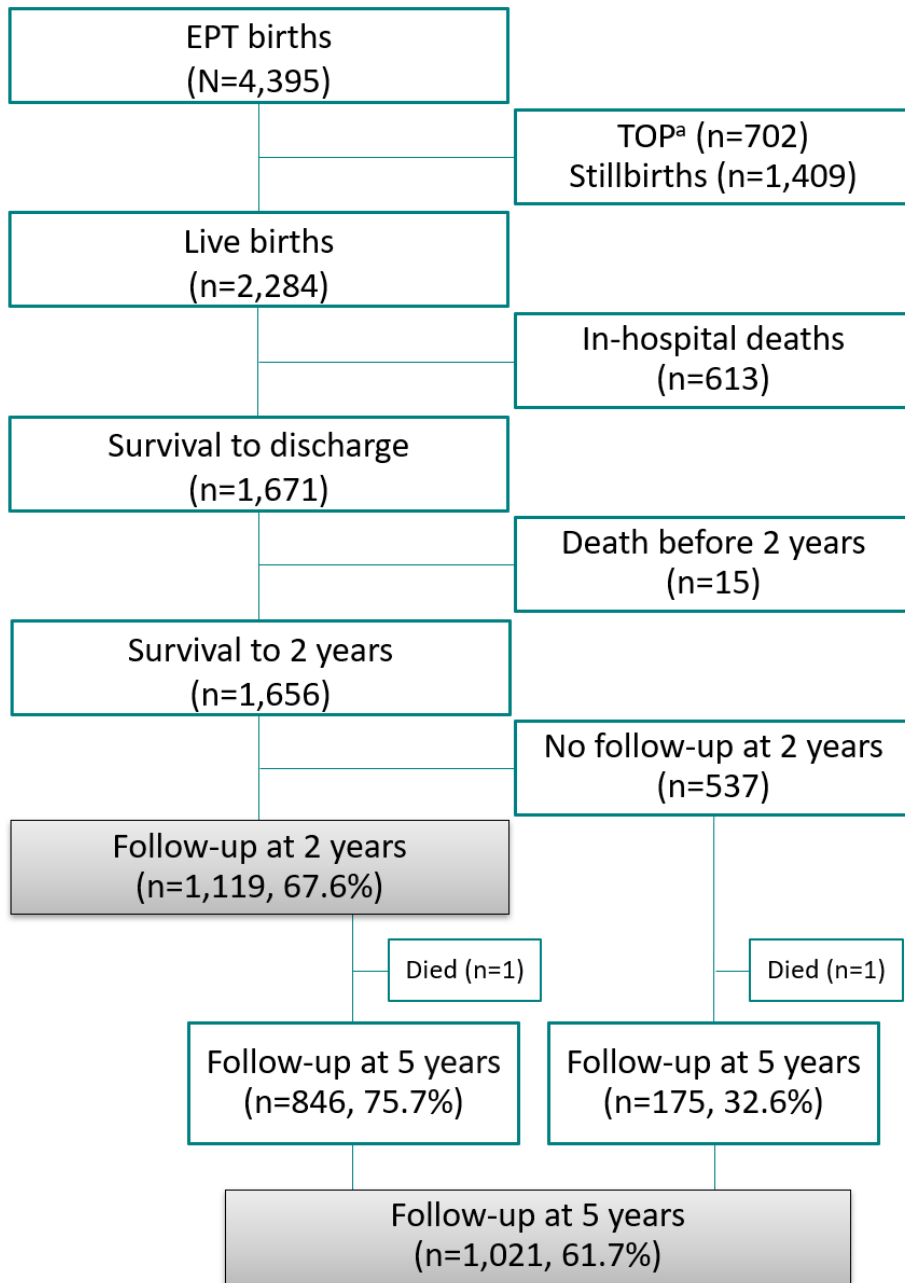 EPT births
(N=4,395)
TOPᵃ (n=702)
Stillbirths (n=1,409)
Live births
(n=2,284)
In-hospital deaths
(n=613)
Survival to discharge
(n=1,671)
Death before 2 years
(n=15)
Survival to 2 years
(n=1,656)
No follow-up at 2 years
(n=537)
Follow-up at 2 years
(n=1,119, 67.6%)
Died (n=1)
Died (n=1)
Follow-up at 5 years
(n=846, 75.7%)
Follow-up at 5 years
(n=175, 32.6%)
Follow-up at 5 years
(n=1,021, 61.7%)